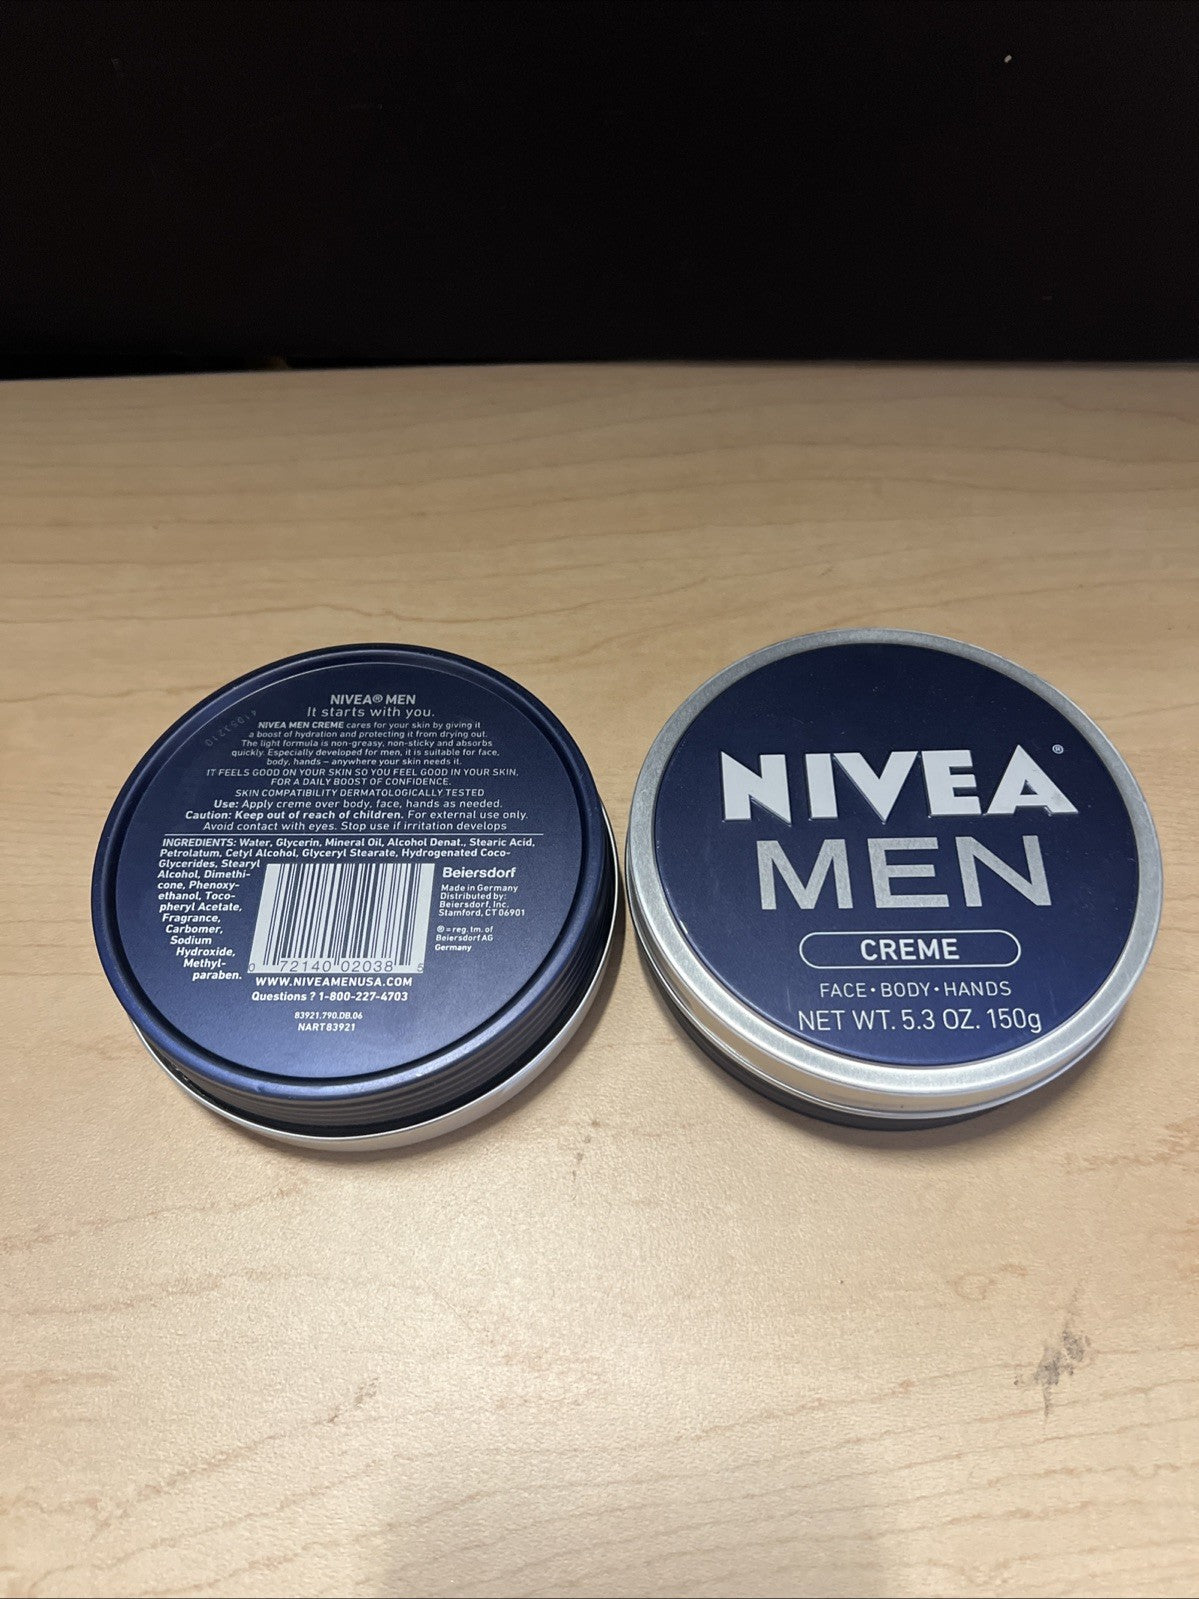 NIVEA® MEN
It starts with you.
NIVEA MEN CREME cares for your skin by giving it
a boost of hydration and protecting it from drying out.
The light formula is non-greasy, non-sticky and absorbs
quickly. Especially developed for men, it is suitable for face,
body, hands – anywhere your skin needs it.
IT FEELS GOOD ON YOUR SKIN SO YOU FEEL GOOD IN YOUR SKIN,
FOR A DAILY BOOST OF CONFIDENCE.
SKIN COMPATIBILITY DERMATOLOGICALLY TESTED
Use: Apply creme over body, face, hands as needed.
Caution: Keep out of reach of children. For external use only.
Avoid contact with eyes. Stop use if irritation develops
INGREDIENTS: Water, Glycerin, Mineral Oil, Alcohol Denat., Stearic Acid,
Petrolatum, Cetyl Alcohol, Glyceryl Stearate, Hydrogenated Coco-
Glycerides, Stearyl
Alcohol, Dimethi-
cone, Phenoxy-
ethanol, Toco-
pheryl Acetate,
Fragrance,
Carbomer,
Sodium
Hydroxide,
Methyl-
paraben.
0 72140 02038 6
Beiersdorf
Made in Germany
Distributed by:
Beiersdorf, Inc.
Stamford, CT 06901
® = reg. tm. of
Beiersdorf AG
Germany
WWW.NIVEAMENUSA.COM
Questions ? 1-800-227-4703
83921.790.DB.06
NART83921
NIVEA®
MEN
CREME
FACE • BODY • HANDS
NET WT. 5.3 OZ. 150g